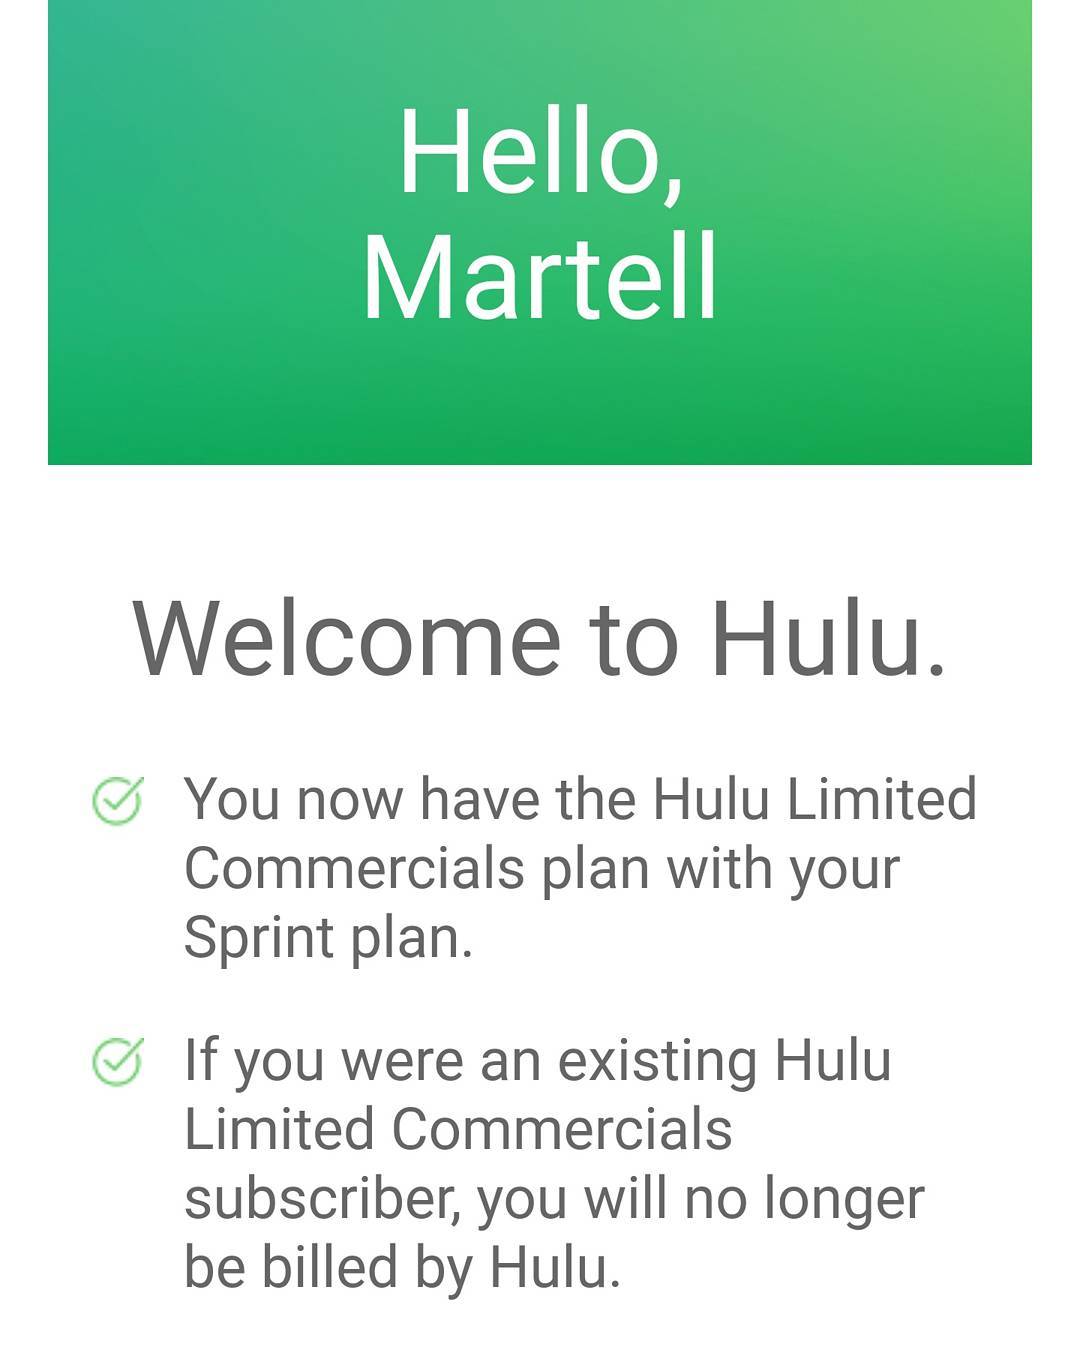 Hello,
Martell
Welcome to Hulu.
You now have the Hulu Limited
Commercials plan with your
Sprint plan.
If you were an existing Hulu
Limited Commercials
subscriber, you will no longer
be billed by Hulu.